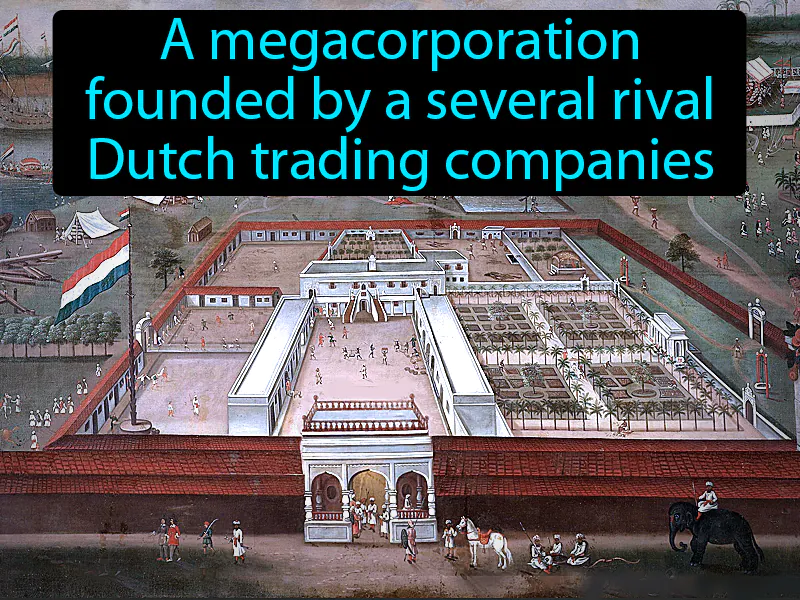 A megacorporation
founded by a several rival
Dutch trading companies